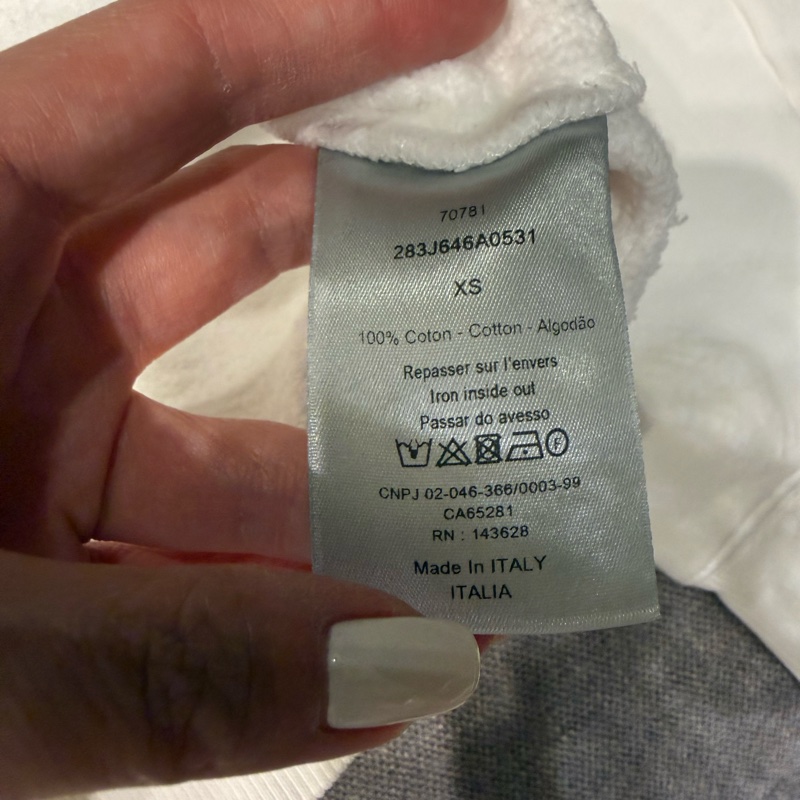 70781
283J646A0531
XS
100% Coton - Cotton - Algodão
Repasser sur l'envers
Iron inside out
Passar do avesso
F
CNPJ 02-046-366/0003-99
CA65281
RN : 143628
Made In ITALY
ITALIA